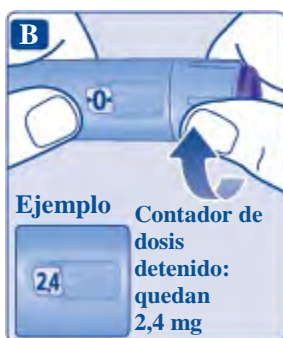 B
-0-
Ejemplo
24
Contador de
dosis
detenido:
quedan
2,4 mg